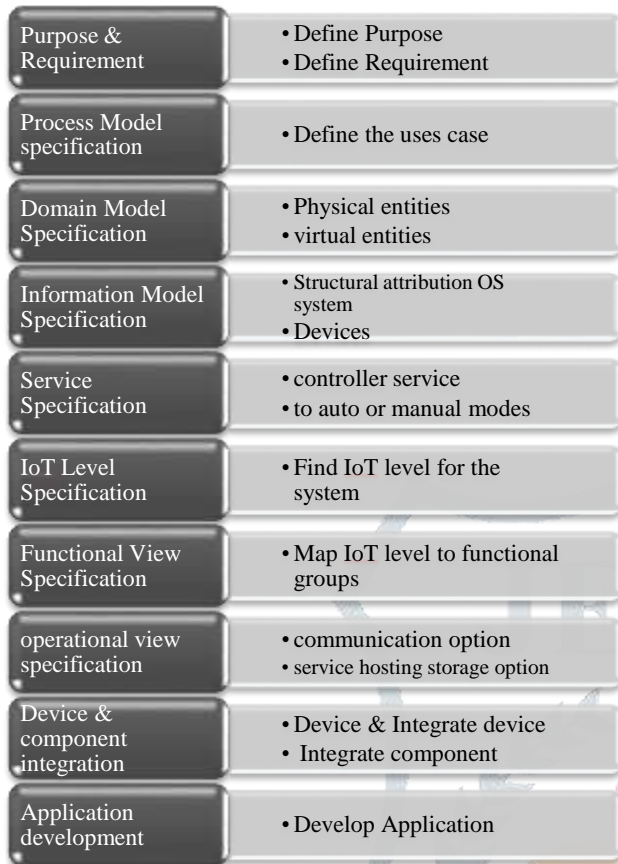 Purpose &
Requirement
• Define Purpose
• Define Requirement
Process Model
specification
• Define the uses case
Domain Model
Specification
• Physical entities
• virtual entities
Information Model
Specification
• Structural attribution OS
system
• Devices
Service
Specification
• controller service
• to auto or manual modes
IoT Level
Specification
• Find IoT level for the
system
Functional View
Specification
• Map IoT level to functional
groups
operational view
specification
• communication option
• service hosting storage option
Device &
component
integration
• Device & Integrate device
• Integrate component
Application
development
• Develop Application